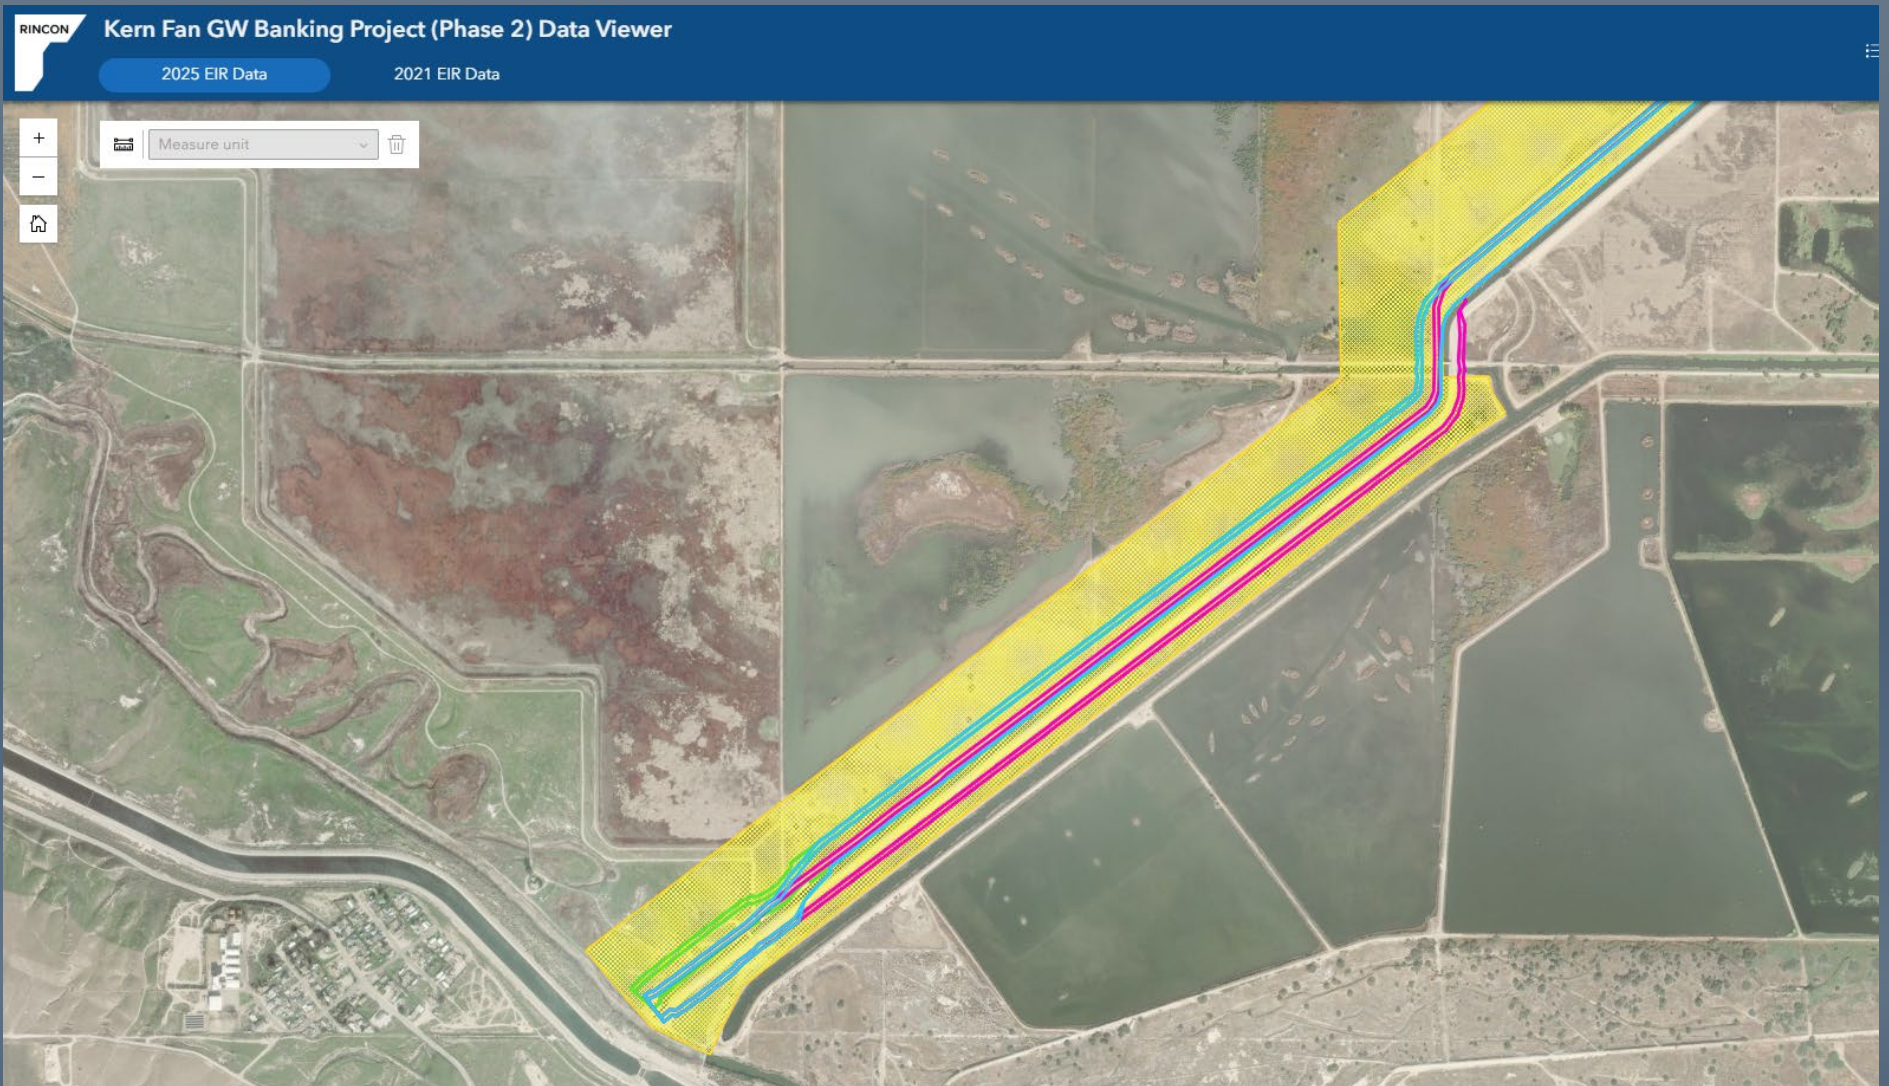 RINCON
Kern Fan GW Banking Project (Phase 2) Data Viewer
2025 EIR Data
2021 EIR Data
+
Measure unit
−